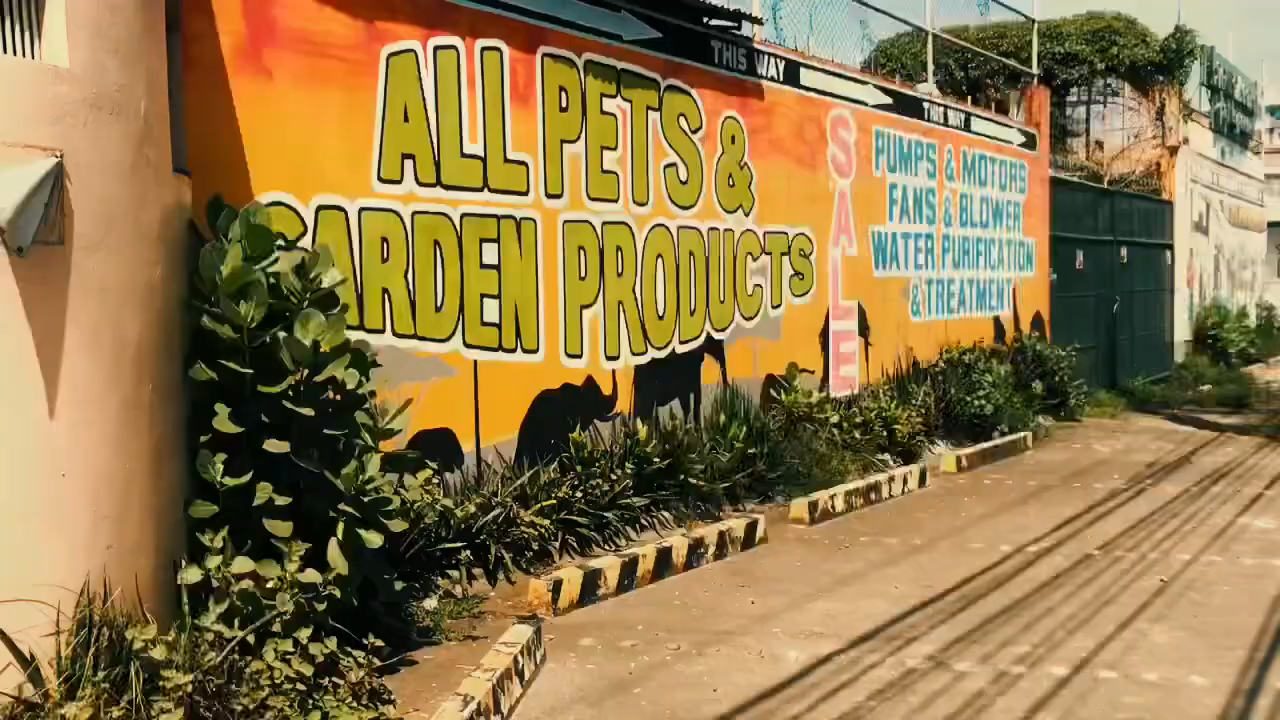 THIS WAY
THIS WAY
ALL PETS &
GARDEN PRODUCTS
SALE
PUMPS & MOTORS
FANS & BLOWER
WATER PURIFICATION
& TREATMENT